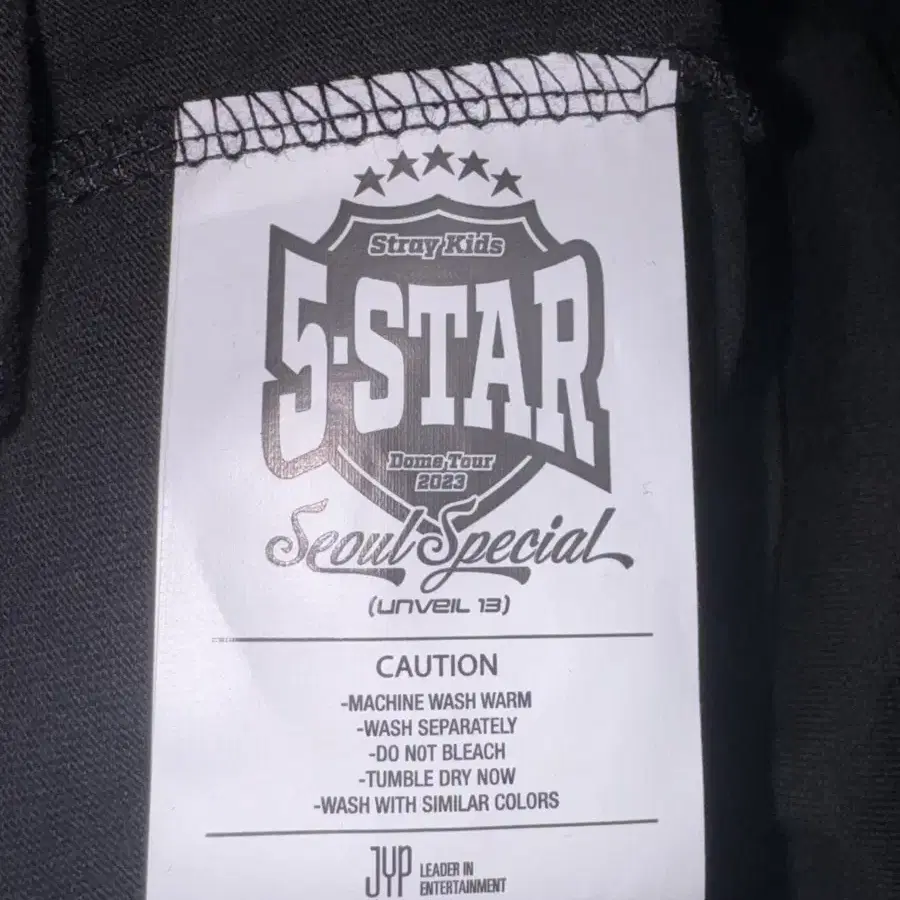 Stray Kids
5-STAR
Dome Tour
2023
Seoul Special
(UNVEIL 13)
CAUTION
-MACHINE WASH WARM
-WASH SEPARATELY
-DO NOT BLEACH
-TUMBLE DRY NOW
-WASH WITH SIMILAR COLORS
JYP LEADER IN
ENTERTAINMENT